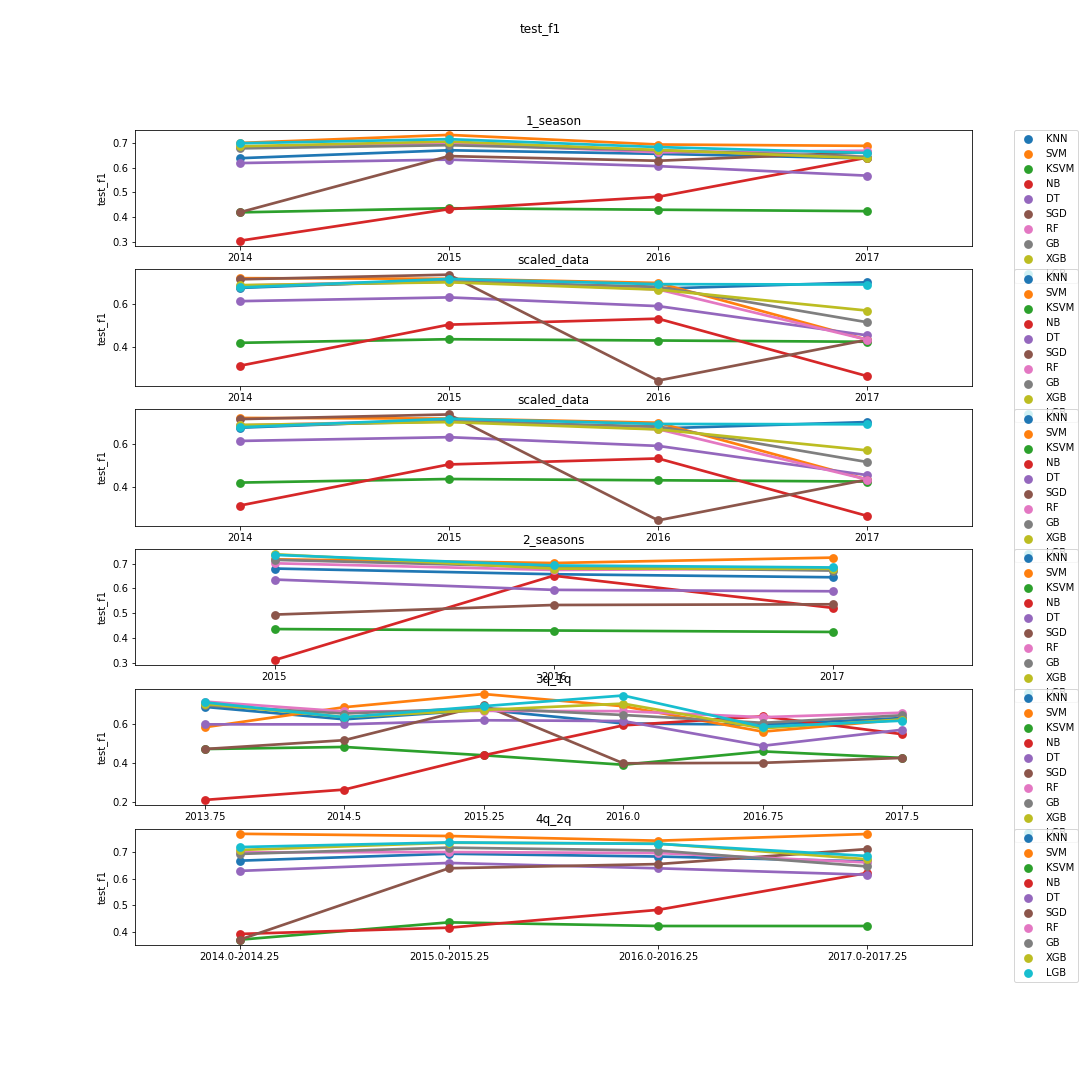 test_f1
1_season
test_f1
0.7
0.6
0.5
0.4
0.3
2014
2015
2016
2017
KNN
SVM
KSVM
NB
DT
SGD
RF
GB
XGB
scaled_data
test_f1
0.6
0.4
2014
2015
2016
2017
KNN
SVM
KSVM
NB
DT
SGD
RF
GB
XGB
scaled_data
test_f1
0.6
0.4
2014
2015
2016
2017
KNN
SVM
KSVM
NB
DT
SGD
RF
GB
XGB
2_seasons
test_f1
0.7
0.6
0.5
0.4
0.3
2015
2016
2017
KNN
SVM
KSVM
NB
DT
SGD
RF
GB
XGB
3q_1q
test_f1
0.6
0.4
0.2
2013.75
2014.5
2015.25
2016.0
2016.75
2017.5
KNN
SVM
KSVM
NB
DT
SGD
RF
GB
XGB
4q_2q
test_f1
0.7
0.6
0.5
0.4
2014.0-2014.25
2015.0-2015.25
2016.0-2016.25
2017.0-2017.25
KNN
SVM
KSVM
NB
DT
SGD
RF
GB
XGB
LGB